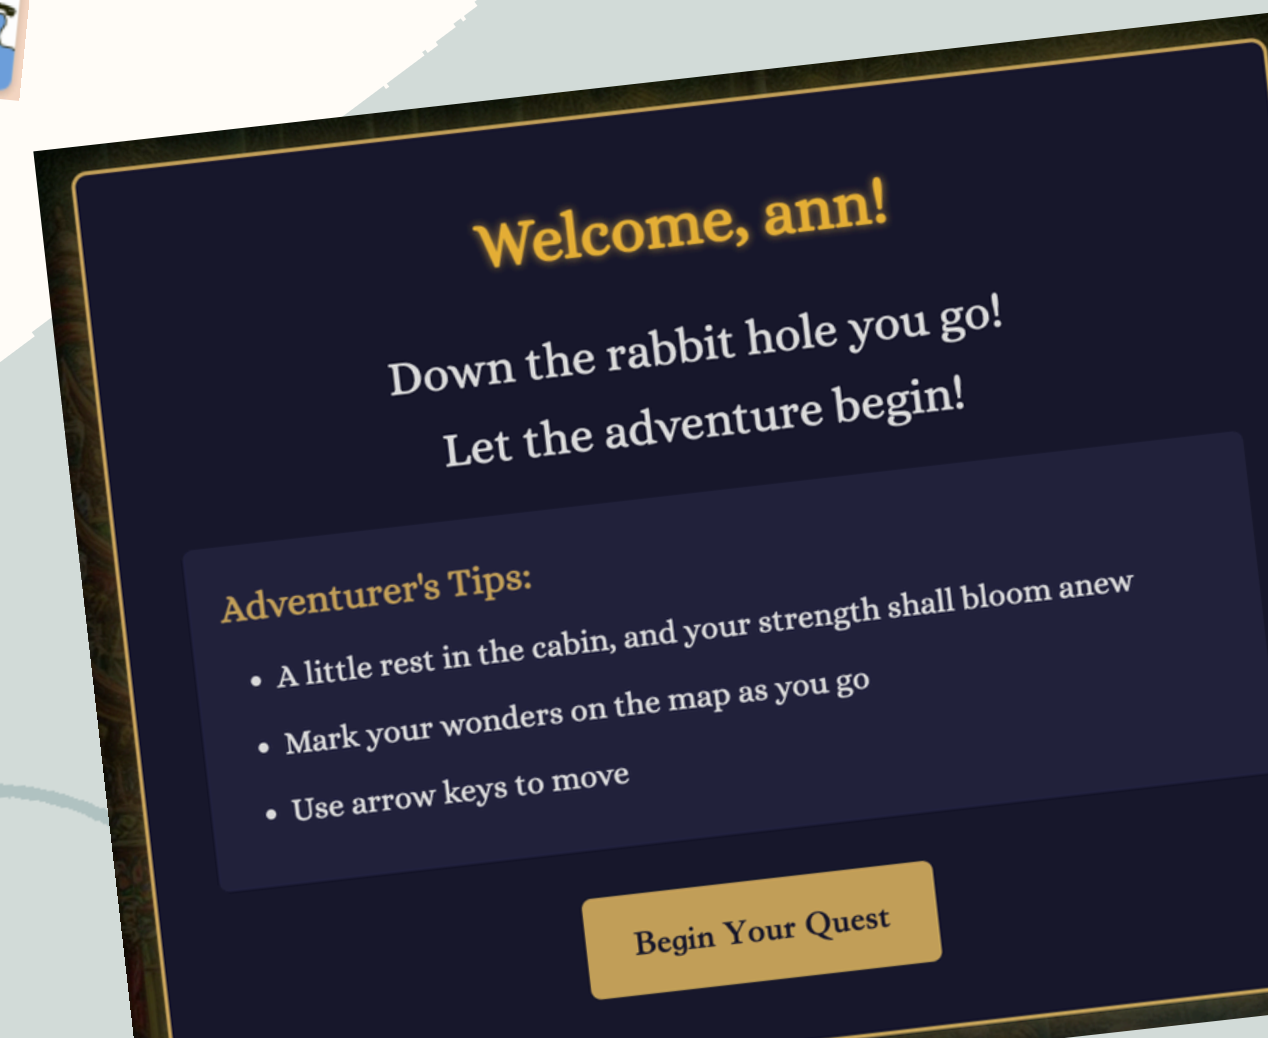 Welcome, ann!
Down the rabbit hole you go!
Let the adventure begin!
Adventurer's Tips:
• A little rest in the cabin, and your strength shall bloom anew
• Mark your wonders on the map as you go
• Use arrow keys to move
Begin Your Quest